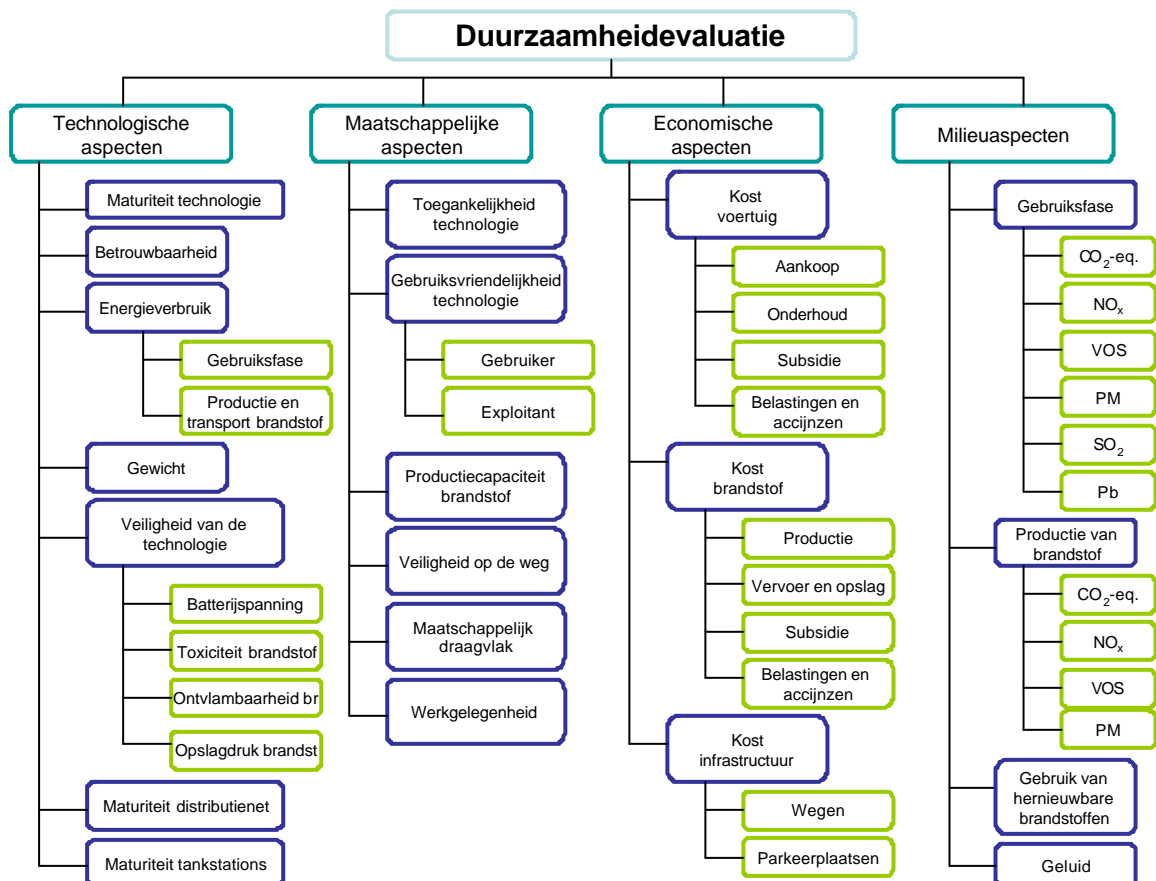 Duurzaamheidevaluatie
Technologische
aspecten
Maturiteit technologie
Betrouwbaarheid
Energieverbruik
Gebruiksfase
Productie en
transport brandstof
Gewicht
Veiligheid van de
technologie
Batterijspanning
Toxiciteit brandstof
Ontvlambaarheid br
Opslagdruk brandst
Maturiteit distributienet
Maturiteit tankstations
Maatschappelijke
aspecten
Toegankelijkheid
technologie
Gebruiksvriendelijkheid
technologie
Gebruiker
Exploitant
Productiecapaciteit
brandstof
Veiligheid op de weg
Maatschappelijk
draagvlak
Werkgelegenheid
Economische
aspecten
Kost
voertuig
Aankoop
Onderhoud
Subsidie
Belastingen en
accijnzen
Kost
brandstof
Productie
Vervoer en opslag
Subsidie
Belastingen en
accijnzen
Kost
infrastructuur
Wegen
Parkeerplaatsen
Milieuaspecten
Gebruiksfase
CO₂-eq.
NOₓ
VOS
PM
SO₂
Pb
Productie van
brandstof
CO₂-eq.
NOₓ
VOS
PM
Gebruik van
hernieuwbare
brandstoffen
Geluid